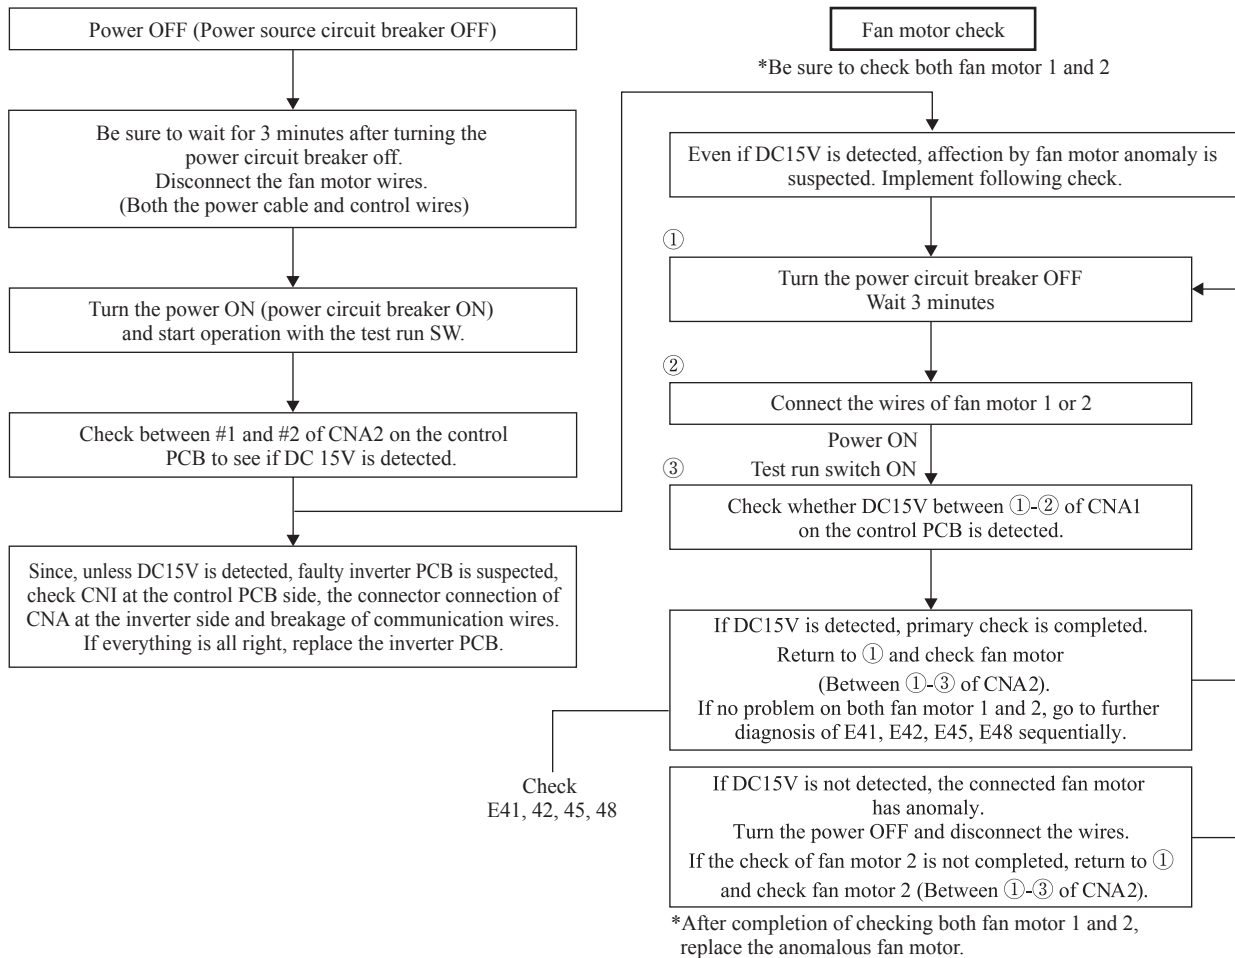 Power OFF (Power source circuit breaker OFF)
Be sure to wait for 3 minutes after turning the
power circuit breaker off.
Disconnect the fan motor wires.
(Both the power cable and control wires)
Turn the power ON (power circuit breaker ON)
and start operation with the test run SW.
Check between #1 and #2 of CNA2 on the control
PCB to see if DC 15V is detected.
Since, unless DC15V is detected, faulty inverter PCB is suspected,
check CNI at the control PCB side, the connector connection of
CNA at the inverter side and breakage of communication wires.
If everything is all right, replace the inverter PCB.
Fan motor check
*Be sure to check both fan motor 1 and 2
Even if DC15V is detected, affection by fan motor anomaly is
suspected. Implement following check.
①
Turn the power circuit breaker OFF
Wait 3 minutes
②
Connect the wires of fan motor 1 or 2
Power ON
Test run switch ON
③
Check whether DC15V between ①-② of CNA1
on the control PCB is detected.
If DC15V is detected, primary check is completed.
Return to ① and check fan motor
(Between ①-③ of CNA2).
If no problem on both fan motor 1 and 2, go to further
diagnosis of E41, E42, E45, E48 sequentially.
Check
E41, 42, 45, 48
If DC15V is not detected, the connected fan motor
has anomaly.
Turn the power OFF and disconnect the wires.
If the check of fan motor 2 is not completed, return to ①
and check fan motor 2 (Between ①-③ of CNA2).
*After completion of checking both fan motor 1 and 2,
replace the anomalous fan motor.